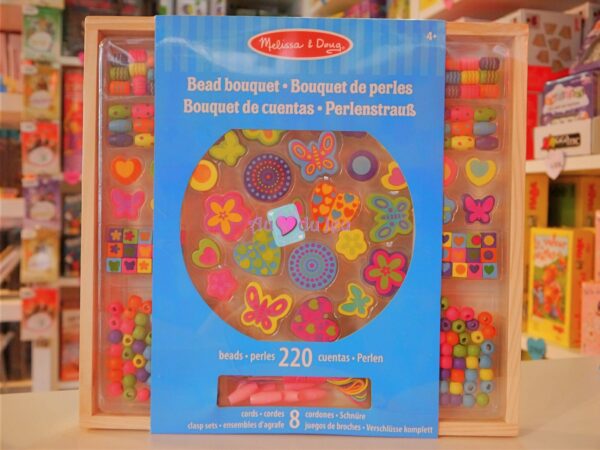 Melissa & Doug
4+
Bead bouquet • Bouquet de perles
Bouquet de cuentas • Perlenstrauß
beads • perles 220 cuentas • Perlen
cords • cordes 8 cordones • Schnüre
clasp sets • ensembles d'agrafe juegos de broches • Verschlüsse komplett